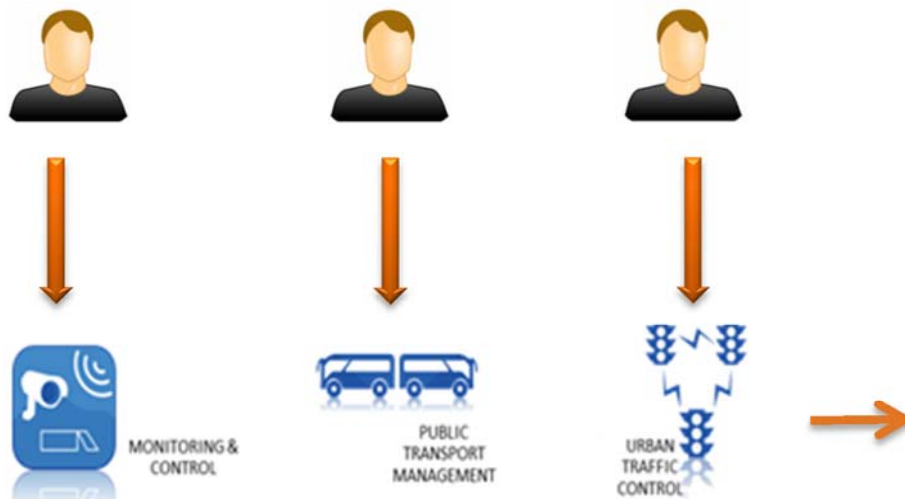 MONITORING &
CONTROL
PUBLIC
TRANSPORT
MANAGEMENT
URBAN
TRAFFIC
CONTROL